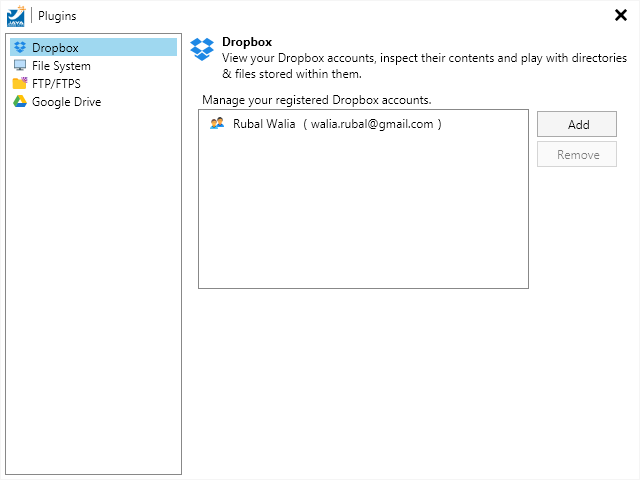 Plugins
Dropbox
File System
FTP/FTPS
Google Drive
Dropbox
View your Dropbox accounts, inspect their contents and play with directories
& files stored within them.
Manage your registered Dropbox accounts.
Rubal Walia ( walia.rubal@gmail.com )
Add
Remove